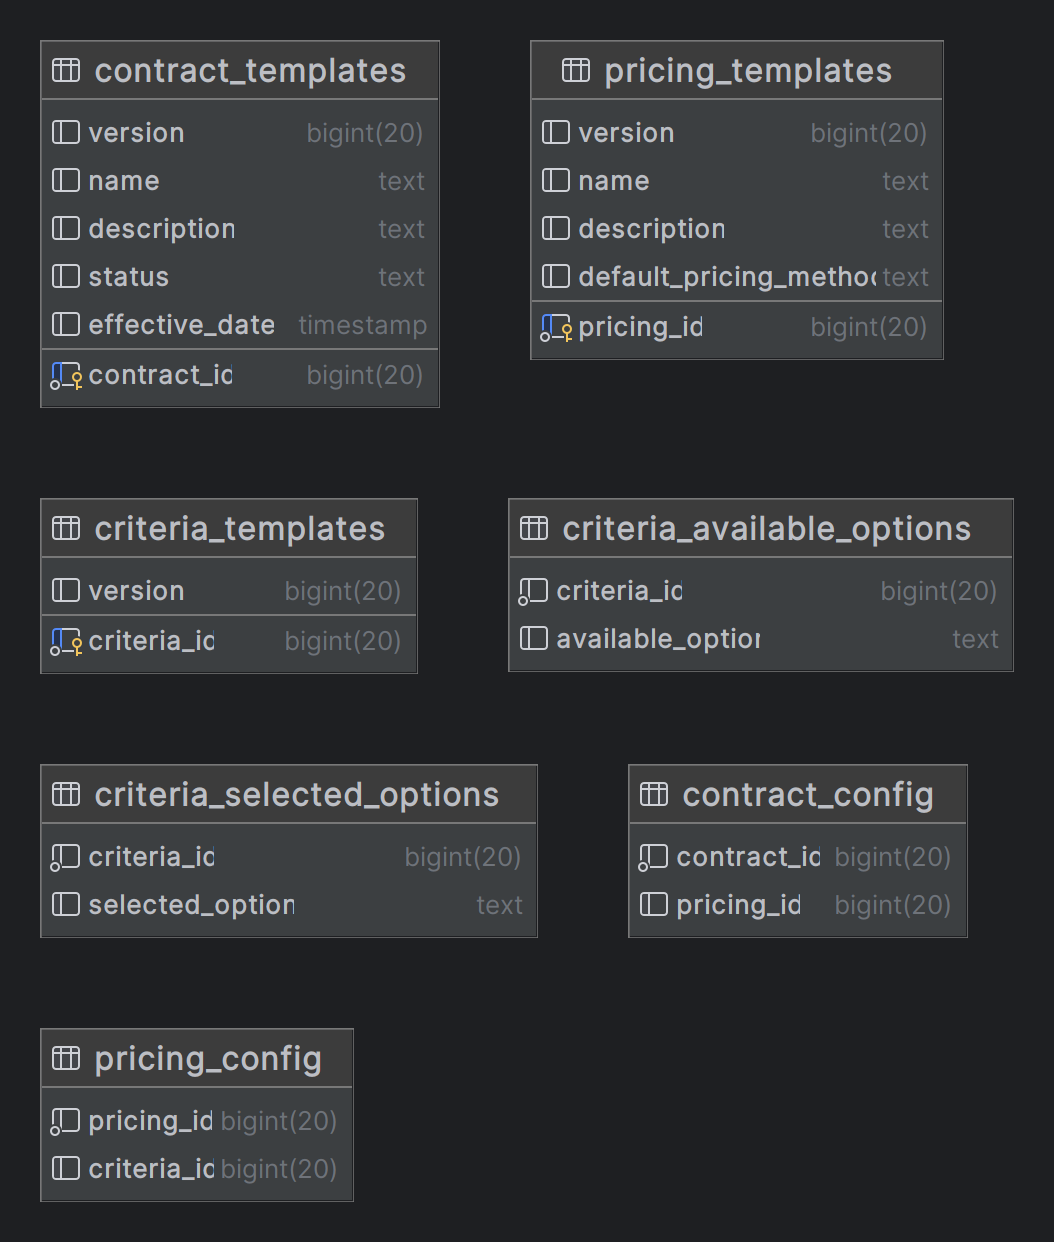 contract_templates
version bigint(20)
name text
description text
status text
effective_date timestamp
contract_id bigint(20)
pricing_templates
version bigint(20)
name text
description text
default_pricing_method text
pricing_id bigint(20)
criteria_templates
version bigint(20)
criteria_id bigint(20)
criteria_available_options
criteria_id bigint(20)
available_option text
criteria_selected_options
criteria_id bigint(20)
selected_option text
contract_config
contract_id bigint(20)
pricing_id bigint(20)
pricing_config
pricing_id bigint(20)
criteria_id bigint(20)